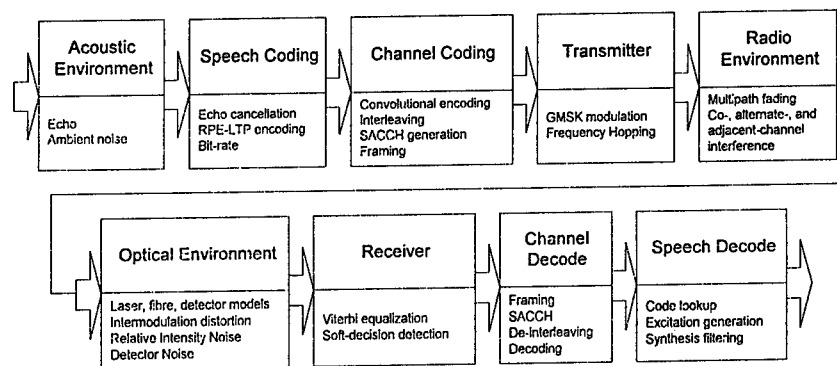 Acoustic
Environment
Echo
Ambient noise
Speech Coding
Echo cancellation
RPE-LTP encoding
Bit-rate
Channel Coding
Convolutional encoding
Interleaving
SACCH generation
Framing
Transmitter
GMSK modulation
Frequency Hopping
Radio
Environment
Multipath fading
Co-, alternate-, and
adjacent-channel
interference
Optical Environment
Laser, fibre, detector models
Intermodulation distortion
Relative Intensity Noise
Detector Noise
Receiver
Viterbi equalization
Soft-decision detection
Channel
Decode
Framing
SACCH
De-Interleaving
Decoding
Speech Decode
Code lookup
Excitation generation
Synthesis filtering